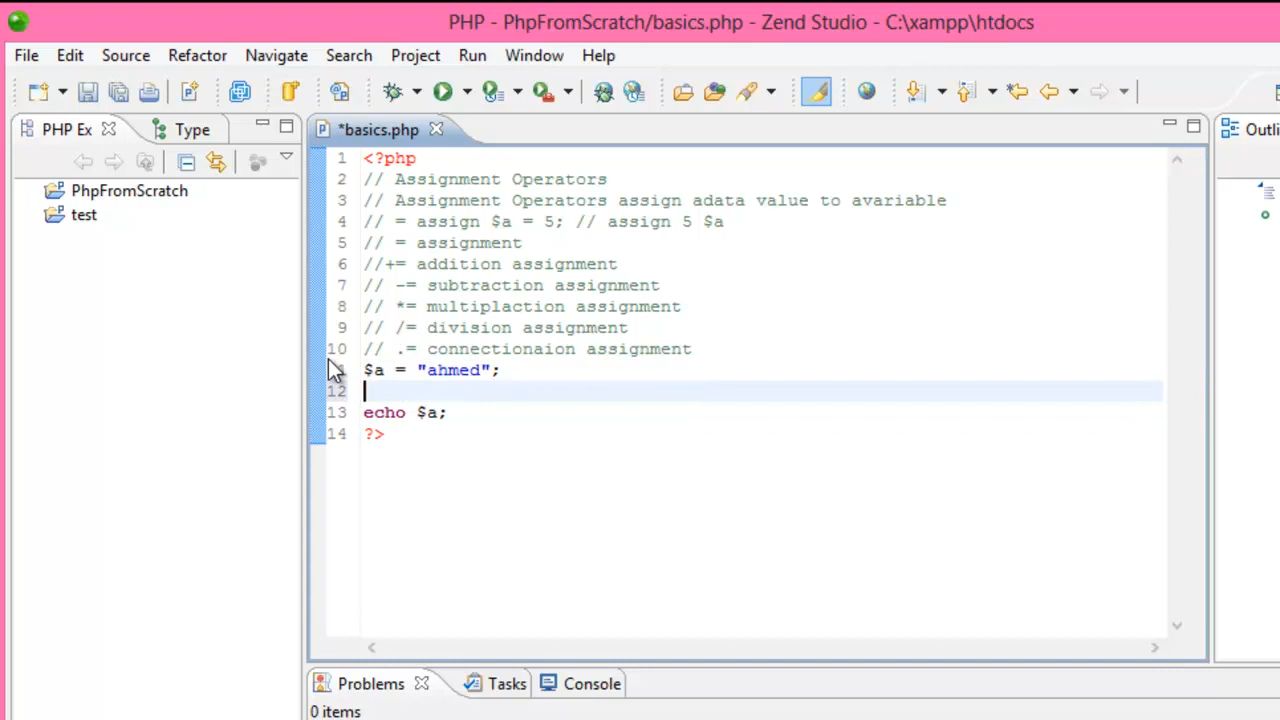 PHP - PhpFromScratch/basics.php - Zend Studio - C:\xampp\htdocs
File Edit Source Refactor Navigate Search Project Run Window Help
PHP Ex Type
*basics.php
Outli
PhpFromScratch
test
1 <?php
2 // Assignment Operators
3 // Assignment Operators assign adata value to avariable
4 // = assign $a = 5; // assign 5 $a
5 // = assignment
6 //+= addition assignment
7 // -= subtraction assignment
8 // *= multiplaction assignment
9 // /= division assignment
10 // .= connectionaion assignment
$a = "ahmed";
12
13 echo $a;
14 ?>
Problems Tasks Console
0 items